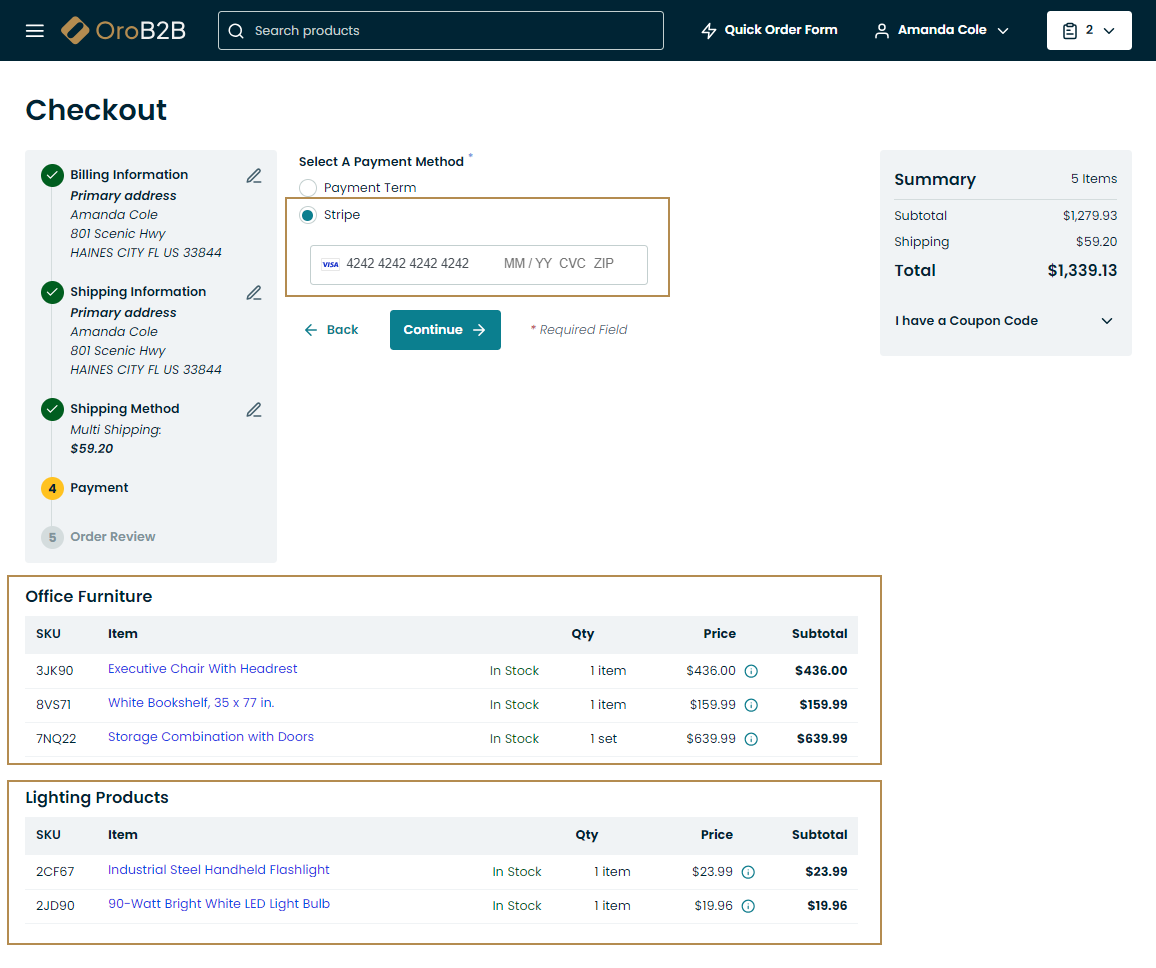 OroB2B
Search products
Quick Order Form
Amanda Cole
2
Checkout
Billing Information
Primary address
Amanda Cole
801 Scenic Hwy
HAINES CITY FL US 33844
Shipping Information
Primary address
Amanda Cole
801 Scenic Hwy
HAINES CITY FL US 33844
Shipping Method
Multi Shipping:
$59.20
4 Payment
5 Order Review
Select A Payment Method *
Payment Term
Stripe
VISA 4242 4242 4242 4242 MM / YY CVC ZIP
Back
Continue
* Required Field
Summary 5 Items
Subtotal $1,279.93
Shipping $59.20
Total $1,339.13
I have a Coupon Code
Office Furniture
SKU Item Qty Price Subtotal
3JK90 Executive Chair With Headrest In Stock 1 item $436.00 $436.00
8VS71 White Bookshelf, 35 x 77 in. In Stock 1 item $159.99 $159.99
7NQ22 Storage Combination with Doors In Stock 1 set $639.99 $639.99
Lighting Products
SKU Item Qty Price Subtotal
2CF67 Industrial Steel Handheld Flashlight In Stock 1 item $23.99 $23.99
2JD90 90-Watt Bright White LED Light Bulb In Stock 1 item $19.96 $19.96